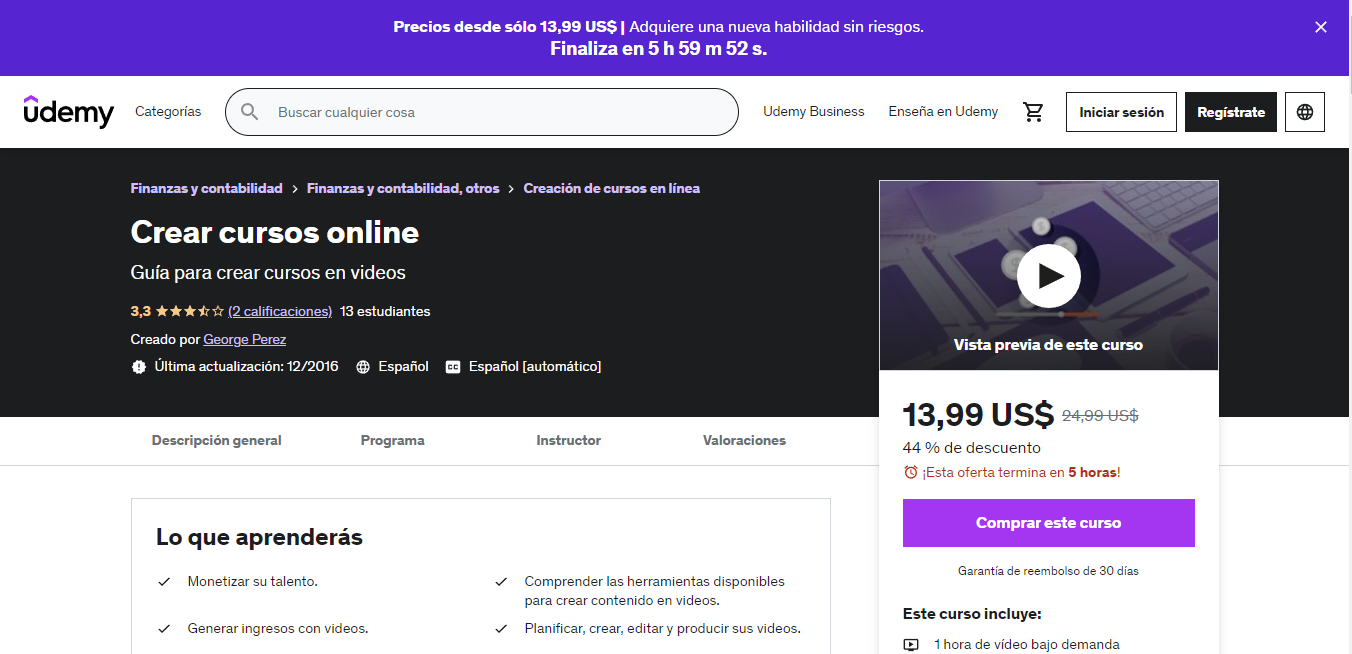 Precios desde sólo 13,99 US$ | Adquiere una nueva habilidad sin riesgos.
Finaliza en 5 h 59 m 52 s.
udemy
Categorías
Buscar cualquier cosa
Udemy Business
Enseña en Udemy
Iniciar sesión
Regístrate
Finanzas y contabilidad > Finanzas y contabilidad, otros > Creación de cursos en línea
Crear cursos online
Guía para crear cursos en videos
3,3 (2 calificaciones) 13 estudiantes
Creado por George Perez
Última actualización: 12/2016 Español CC Español [automático]
Vista previa de este curso
13,99 US$ 24,99 US$
44 % de descuento
¡Esta oferta termina en 5 horas!
Comprar este curso
Garantía de reembolso de 30 días
Este curso incluye:
1 hora de vídeo bajo demanda
Descripción general
Programa
Instructor
Valoraciones
Lo que aprenderás
Monetizar su talento.
Comprender las herramientas disponibles
para crear contenido en videos.
Generar ingresos con videos.
Planificar, crear, editar y producir sus videos.